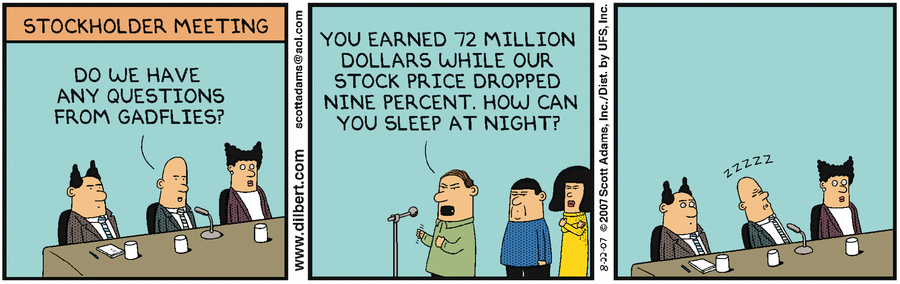 STOCKHOLDER MEETING
DO WE HAVE
ANY QUESTIONS
FROM GADFLIES?
www.dilbert.com
scottadams@aol.com
YOU EARNED 72 MILLION
DOLLARS WHILE OUR
STOCK PRICE DROPPED
NINE PERCENT. HOW CAN
YOU SLEEP AT NIGHT?
8-22-07 ©2007 Scott Adams, Inc./Dist. by UFS, Inc.
ZZZZZ